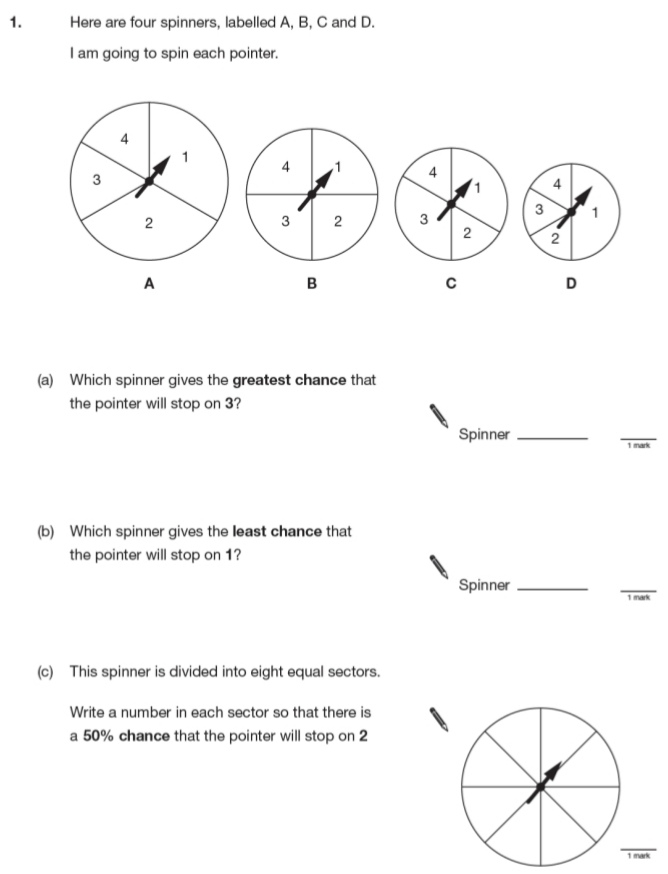 1. Here are four spinners, labelled A, B, C and D.
I am going to spin each pointer.
4 1 3 2
4 1 3 2
4 1 3 2
4 3 1 2
A B C D
(a) Which spinner gives the greatest chance that
the pointer will stop on 3?
Spinner
1 mark
(b) Which spinner gives the least chance that
the pointer will stop on 1?
Spinner
1 mark
(c) This spinner is divided into eight equal sectors.
Write a number in each sector so that there is
a 50% chance that the pointer will stop on 2
1 mark